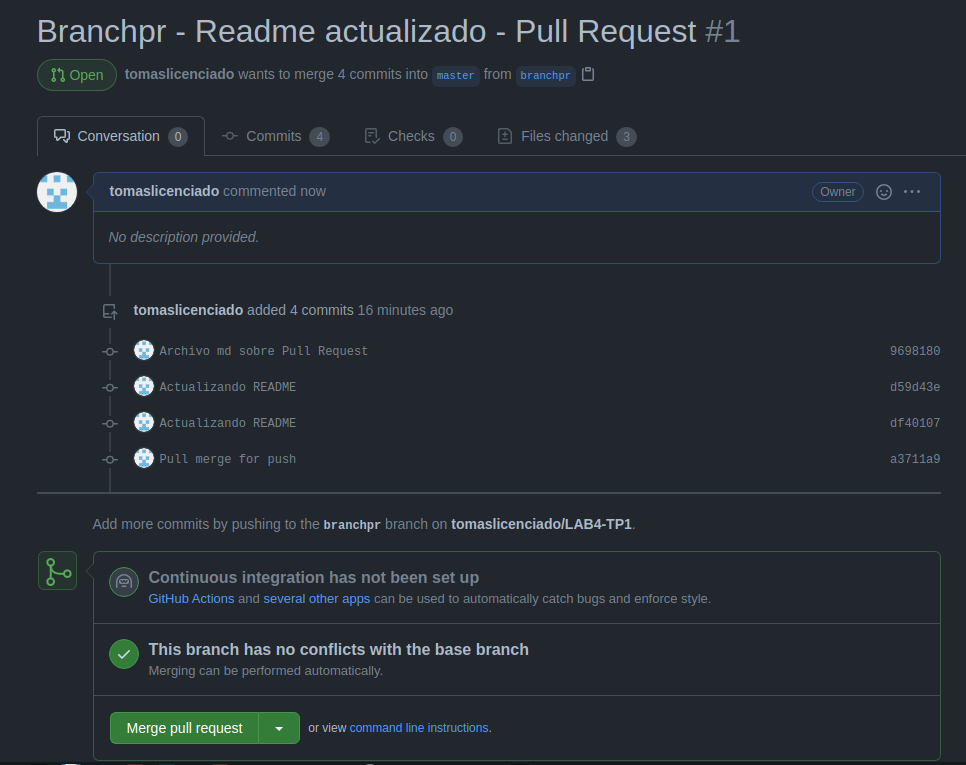 Branchpr - Readme actualizado - Pull Request #1
Open tomaslicenciado wants to merge 4 commits into master from branchpr
Conversation 0 Commits 4 Checks 0 Files changed 3
tomaslicenciado commented now Owner
No description provided.
tomaslicenciado added 4 commits 16 minutes ago
Archivo md sobre Pull Request 9698180
Actualizando README d59d43e
Actualizando README df40107
Pull merge for push a3711a9
Add more commits by pushing to the branchpr branch on tomaslicenciado/LAB4-TP1.
Continuous integration has not been set up
GitHub Actions and several other apps can be used to automatically catch bugs and enforce style.
This branch has no conflicts with the base branch
Merging can be performed automatically.
Merge pull request or view command line instructions.